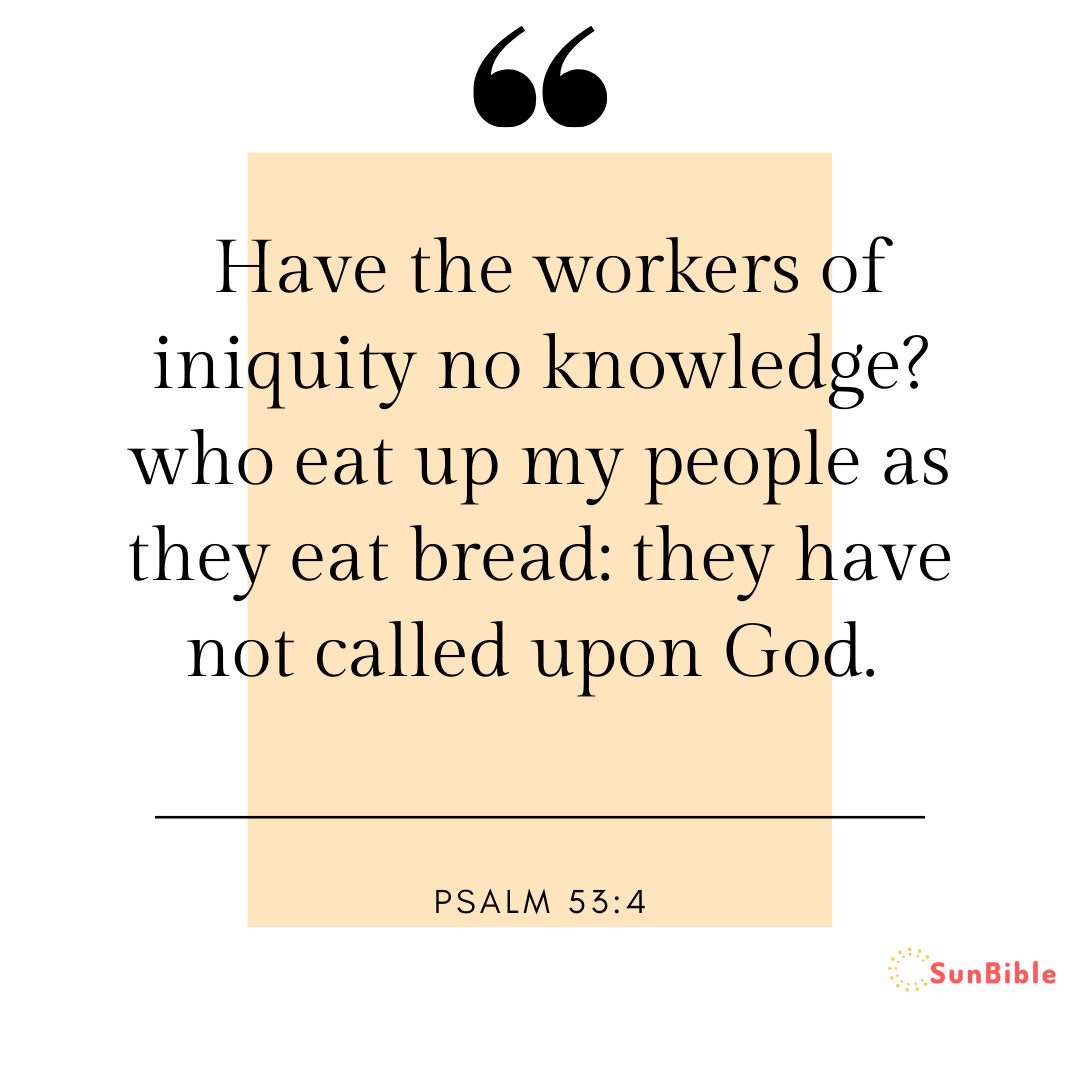 “
Have the workers of
iniquity no knowledge?
who eat up my people as
they eat bread: they have
not called upon God.
PSALM 53:4
SunBible